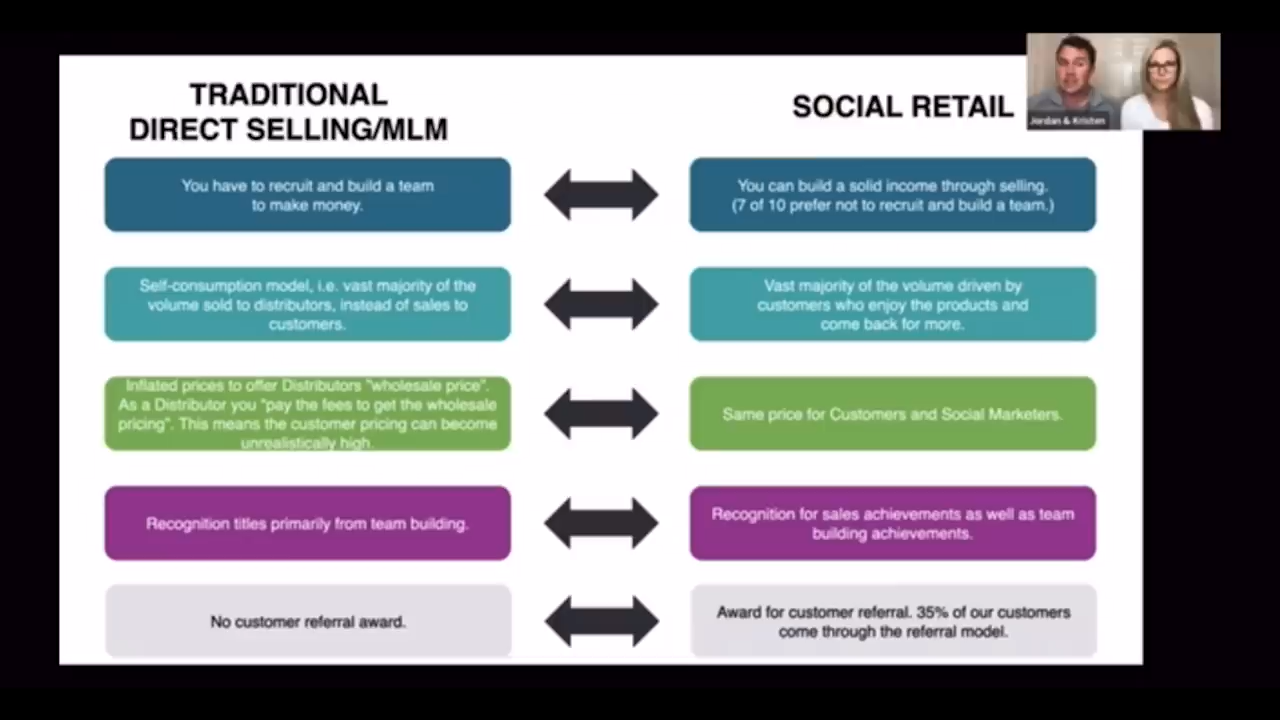 TRADITIONAL
DIRECT SELLING/MLM
SOCIAL RETAIL
Jordan & Kristen
You have to recruit and build a team
to make money.
You can build a solid income through selling.
(7 of 10 prefer not to recruit and build a team.)
Self-consumption model, i.e. vast majority of the
volume sold to distributors, instead of sales to
customers.
Vast majority of the volume driven by
customers who enjoy the products and
come back for more.
Inflated prices to offer Distributors "wholesale price".
As a Distributor you "pay the fees to get the wholesale
pricing". This means the customer pricing can become
unrealistically high.
Same price for Customers and Social Marketers.
Recognition titles primarily from team building.
Recognition for sales achievements as well as team
building achievements.
No customer referral award.
Award for customer referral. 35% of our customers
come through the referral model.